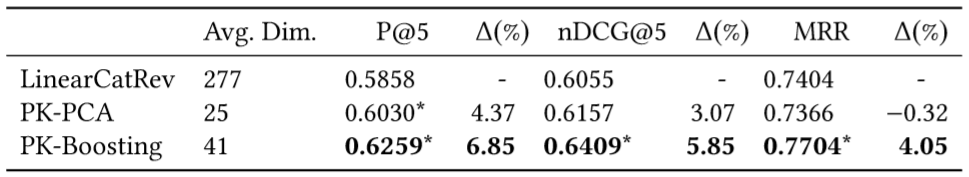 Avg. Dim. P@5 Δ(%) nDCG@5 Δ(%) MRR Δ(%)
LinearCatRev 277 0.5858 - 0.6055 - 0.7404 -
PK-PCA 25 0.6030* 4.37 0.6157 3.07 0.7366 −0.32
PK-Boosting 41 0.6259* 6.85 0.6409* 5.85 0.7704* 4.05